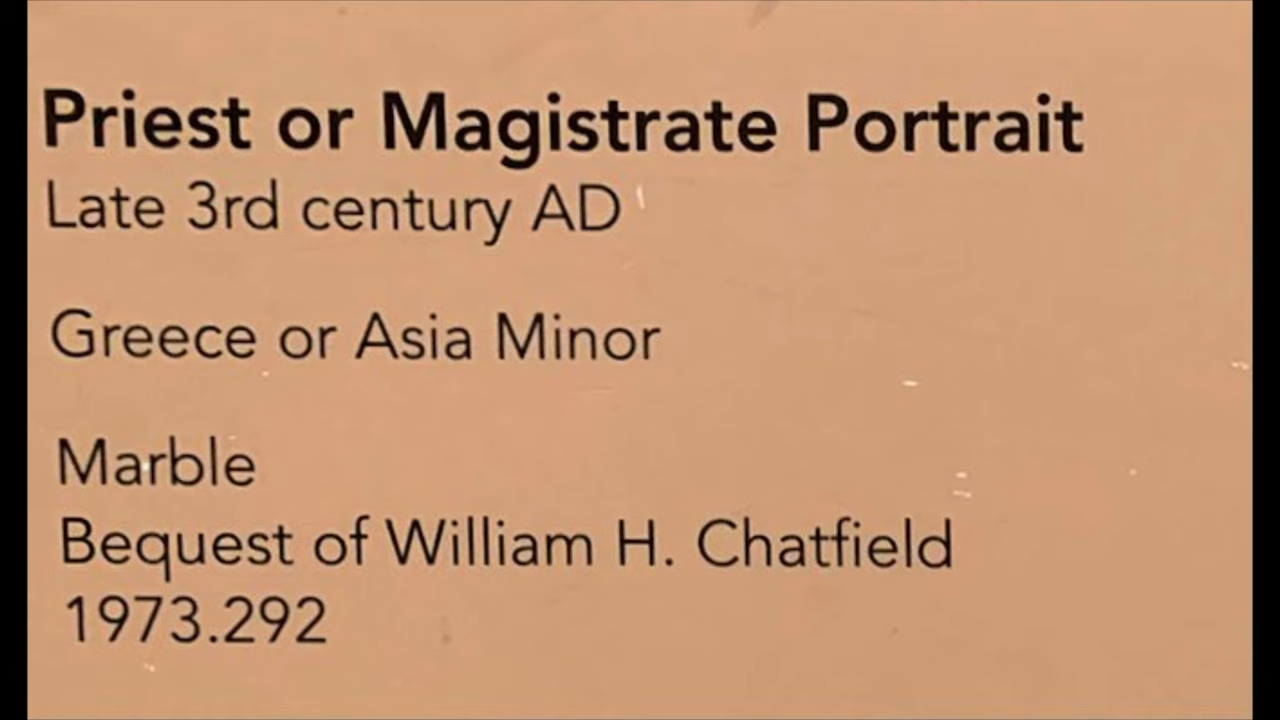 Priest or Magistrate Portrait
Late 3rd century AD
Greece or Asia Minor
Marble
Bequest of William H. Chatfield
1973.292